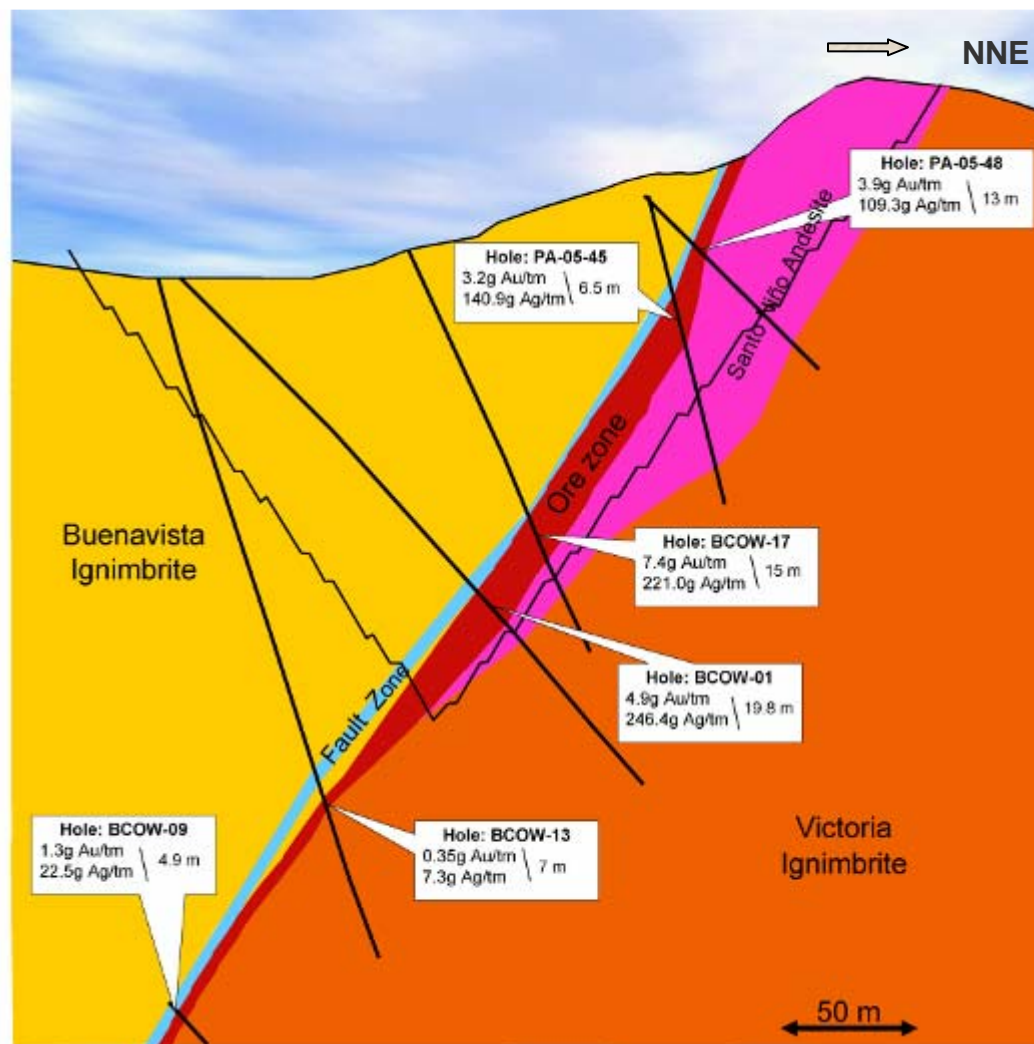 NNE
Hole: PA-05-48
3.9g Au/tm
109.3g Ag/tm \ 13 m
Hole: PA-05-45
3.2g Au/tm
140.9g Ag/tm \ 6.5 m
Santo Niño Andesite
Ore zone
Buenavista
Ignimbrite
Hole: BCOW-17
7.4g Au/tm
221.0g Ag/tm \ 15 m
Hole: BCOW-01
4.9g Au/tm
246.4g Ag/tm \ 19.8 m
Fault Zone
Hole: BCOW-09
1.3g Au/tm
22.5g Ag/tm \ 4.9 m
Hole: BCOW-13
0.35g Au/tm
7.3g Ag/tm \ 7 m
Victoria
Ignimbrite
50 m